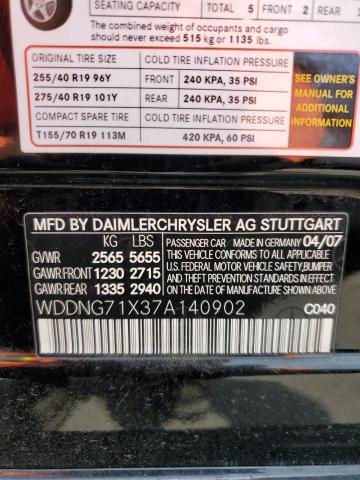 SEATING CAPACITY TOTAL 5 FRONT 2 REAR
The combined weight of occupants and cargo
should never exceed 515 kg or 1135 lbs.
ORIGINAL TIRE SIZE COLD TIRE INFLATION PRESSURE
255/40 R19 96Y FRONT 240 KPA, 35 PSI
275/40 R19 101Y REAR 240 KPA, 35 PSI
COMPACT SPARE TIRE COLD TIRE INFLATION PRESSURE
T155/70 R19 113M 420 KPA, 60 PSI
SEE OWNER'S
MANUAL FOR
ADDITIONAL
INFORMATION
MFD BY DAIMLERCHRYSLER AG STUTTGART
KG LBS
GVWR 2565 5655
GAWR FRONT 1230 2715
GAWR REAR 1335 2940
PASSENGER CAR MADE IN GERMANY 04/07
THIS VEHICLE CONFORMS TO ALL
APPLICABLE U.S. FEDERAL MOTOR
VEHICLE SAFETY, BUMPER AND
THEFT PREVENTION STANDARDS
IN EFFECT ON THE DATE OF
MANUFACTURE SHOWN ABOVE
WDDNG71X37A140902 C040